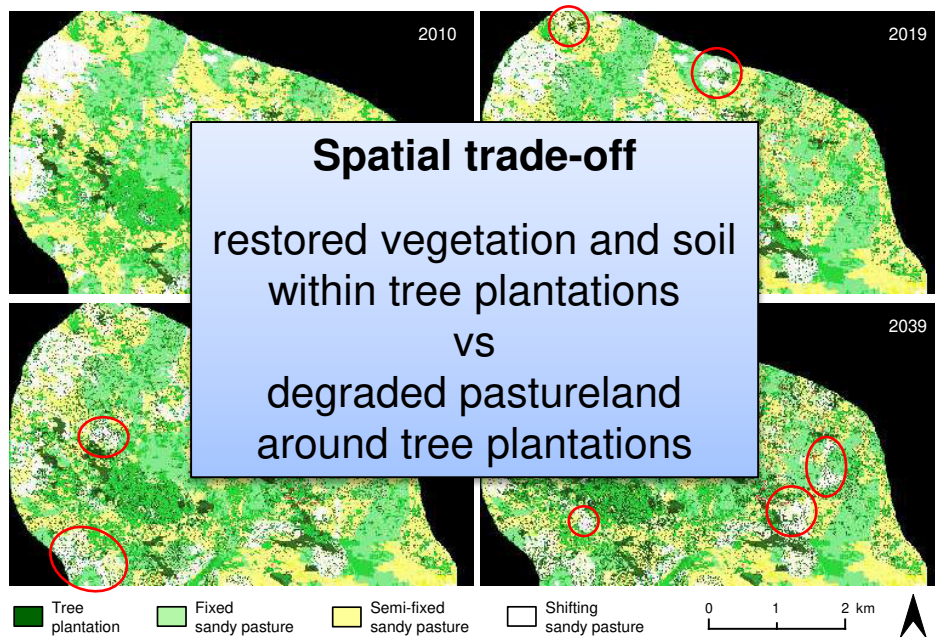 2010
2019
Spatial trade-off
restored vegetation and soil
within tree plantations
vs
degraded pastureland
around tree plantations
2039
Tree
plantation
Fixed
sandy pasture
Semi-fixed
sandy pasture
Shifting
sandy pasture
0 1 2 km